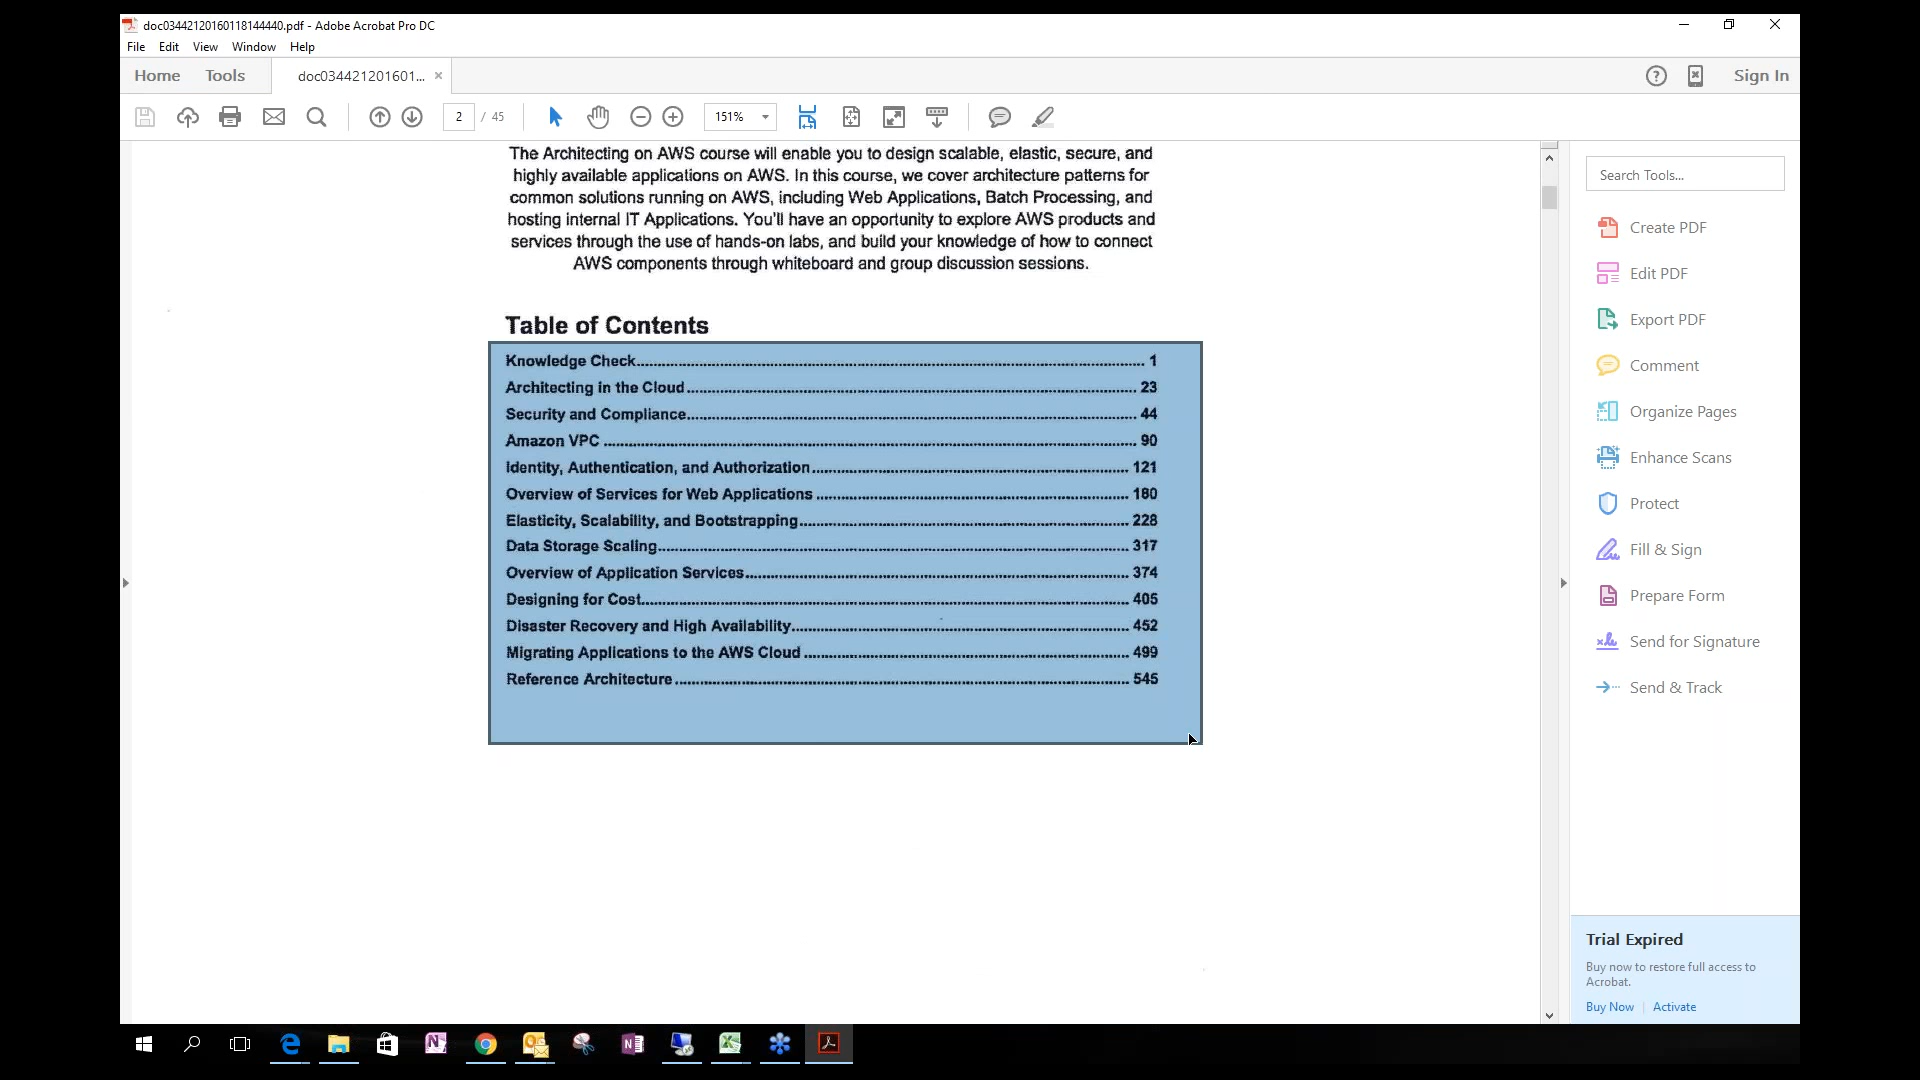 doc03442120160118144440.pdf - Adobe Acrobat Pro DC
File Edit View Window Help
Home Tools doc034421201601... × Sign In
2 / 45 151%
The Architecting on AWS course will enable you to design scalable, elastic, secure, and
highly available applications on AWS. In this course, we cover architecture patterns for
common solutions running on AWS, including Web Applications, Batch Processing, and
hosting internal IT Applications. You'll have an opportunity to explore AWS products and
services through the use of hands-on labs, and build your knowledge of how to connect
AWS components through whiteboard and group discussion sessions.
Table of Contents
Knowledge Check 1
Architecting in the Cloud 23
Security and Compliance 44
Amazon VPC 90
Identity, Authentication, and Authorization 121
Overview of Services for Web Applications 180
Elasticity, Scalability, and Bootstrapping 228
Data Storage Scaling 317
Overview of Application Services 374
Designing for Cost 405
Disaster Recovery and High Availability 452
Migrating Applications to the AWS Cloud 499
Reference Architecture 545
Search Tools...
Create PDF
Edit PDF
Export PDF
Comment
Organize Pages
Enhance Scans
Protect
Fill & Sign
Prepare Form
Send for Signature
Send & Track
Trial Expired
Buy now to restore full access to
Acrobat.
Buy Now | Activate